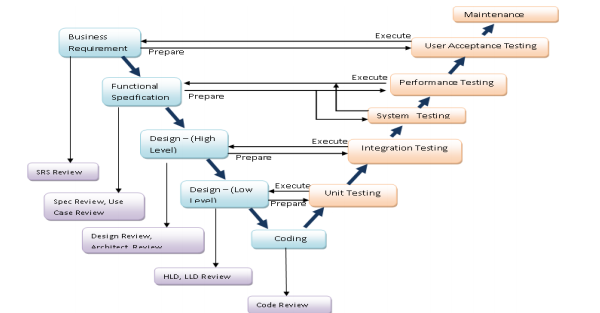 Maintenance
Execute
Business
Requirement
Prepare
User Acceptance Testing
Execute
Functional
Specification
Prepare
Performance Testing
System Testing
Design – (High
Level)
Execute
Prepare
Integration Testing
SRS Review
Design – (Low
Level)
Execute
Prepare
Unit Testing
Spec Review, Use
Case Review
Design Review,
Architect Review
Coding
HLD, LLD Review
Code Review